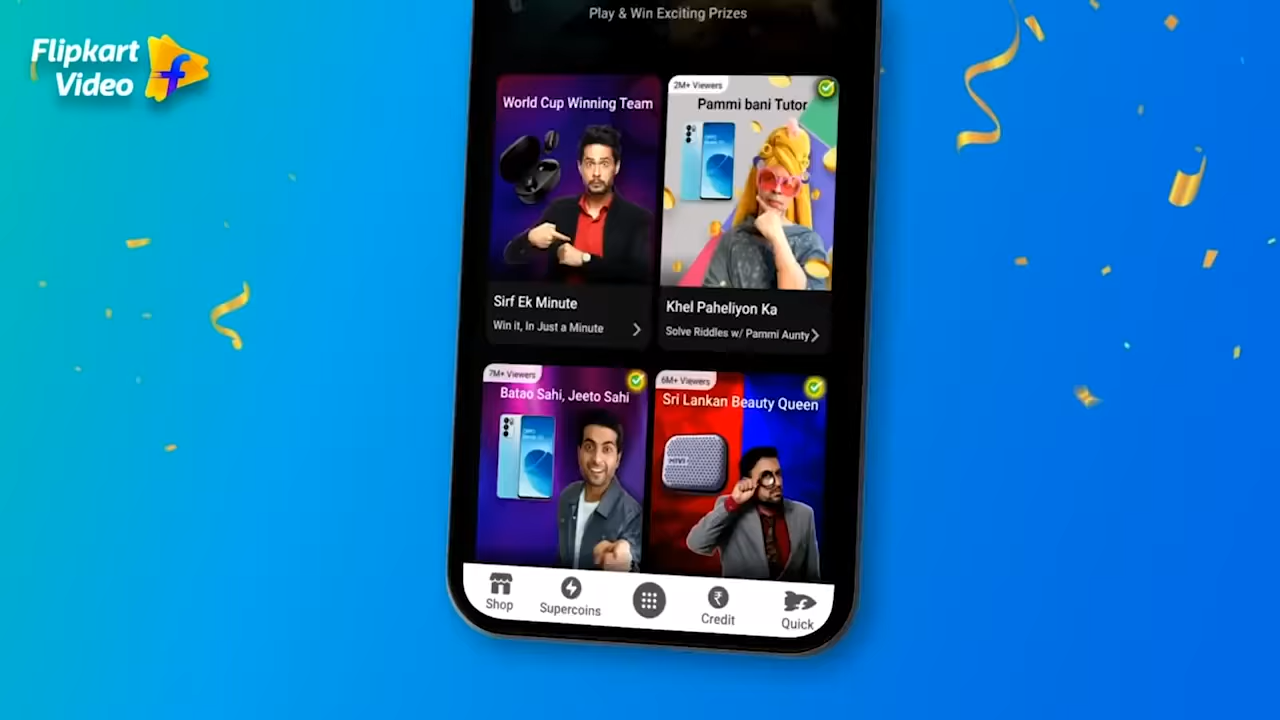 Flipkart
Video
Play & Win Exciting Prizes
World Cup Winning Team
Sirf Ek Minute
Win it, In Just a Minute
2M+ Viewers
Pammi bani Tutor
Khel Paheliyon Ka
Solve Riddles w/ Pammi Aunty
7M+ Viewers
Batao Sahi, Jeeto Sahi
6M+ Viewers
Sri Lankan Beauty Queen
Shop
Supercoins
Credit
Quick